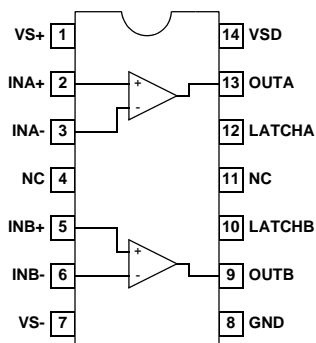 VS+ 1 14 VSD
INA+ 2 + 13 OUTA
INA- 3 - 12 LATCHA
NC 4 11 NC
INB+ 5 + 10 LATCHB
INB- 6 - 9 OUTB
VS- 7 8 GND